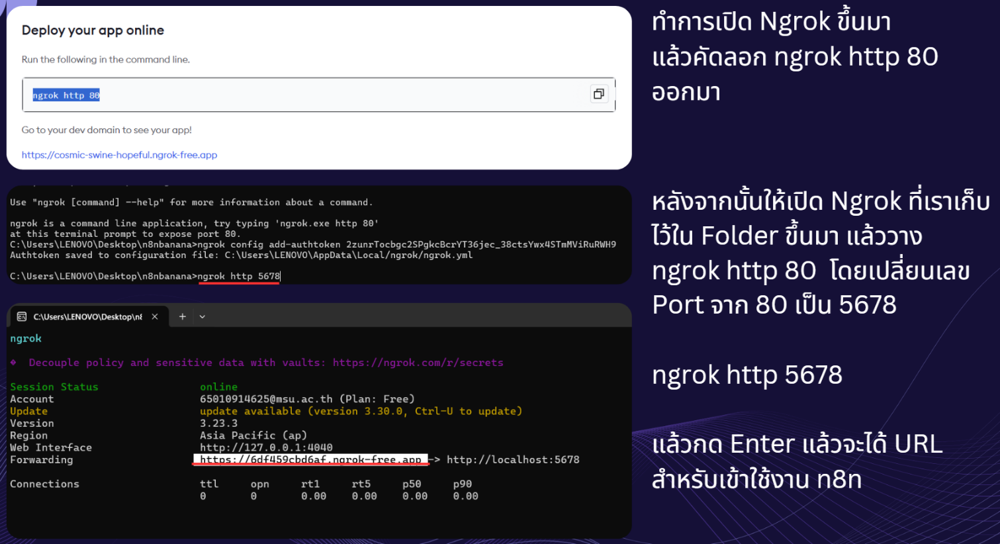 Deploy your app online
Run the following in the command line.
ngrok http 80
Go to your dev domain to see your app!
https://cosmic-swine-hopeful.ngrok-free.app
ทำการเปิด Ngrok ขึ้นมา
แล้วคัดลอก ngrok http 80
ออกมา
Use "ngrok [command] --help" for more information about a command.
ngrok is a command line application, try typing 'ngrok.exe http 80'
at this terminal prompt to expose port 80.
C:\Users\LENOVO\Desktop\n8nbanana>ngrok config add-authtoken 2zunrTocbgc2SPgkcBcrYT36jec_38ctsYwx4STmMViRuRWH9
Authtoken saved to configuration file: C:\Users\LENOVO\AppData\Local/ngrok/ngrok.yml
C:\Users\LENOVO\Desktop\n8nbanana>ngrok http 5678
หลังจากนั้นให้เปิด Ngrok ที่เราเก็บ
ไว้ใน Folder ขึ้นมา แล้ววาง
ngrok http 80 โดยเปลี่ยนเลข
Port จาก 80 เป็น 5678
ngrok http 5678
แล้วกด Enter แล้วจะได้ URL
สำหรับเข้าใช้งาน n8n
C:\Users\LENOVO\Desktop\n8
ngrok
Decouple policy and sensitive data with vaults: https://ngrok.com/r/secrets
Session Status online
Account 65010914625@msu.ac.th (Plan: Free)
Update update available (version 3.30.0, Ctrl-U to update)
Version 3.23.3
Region Asia Pacific (ap)
Web Interface http://127.0.0.1:4040
Forwarding https://6df459cbd6af.ngrok-free.app -> http://localhost:5678
Connections ttl opn rt1 rt5 p50 p90
0 0 0.00 0.00 0.00 0.00